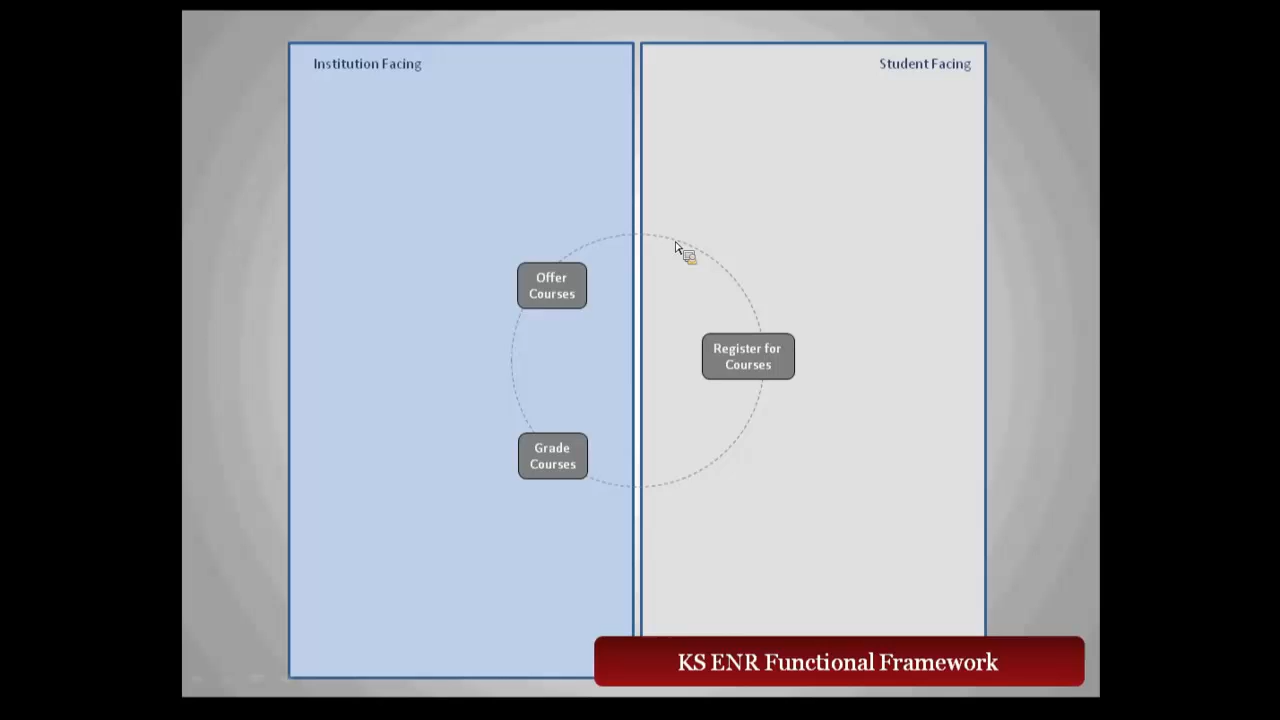 Institution Facing
Student Facing
Offer
Courses
Register for
Courses
Grade
Courses
KS ENR Functional Framework